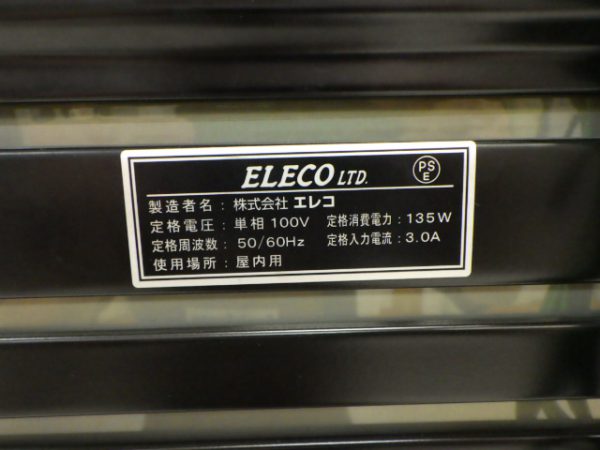 ELECO LTD.
PS
E
製造者名：株式会社 エレコ
定格電圧：単相 100V 定格消費電力：135W
定格周波数：50/60Hz 定格入力電流：3.0A
使用場所：屋内用